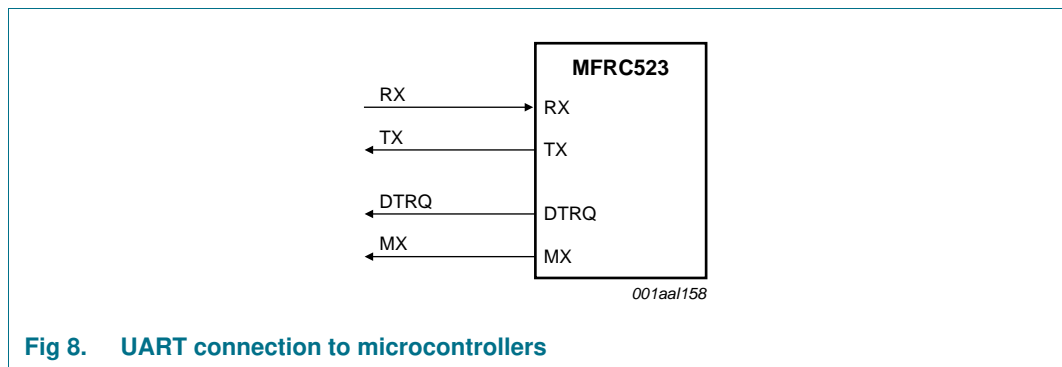 MFRC523
RX RX
TX TX
DTRQ DTRQ
MX MX
001aal158
Fig 8. UART connection to microcontrollers